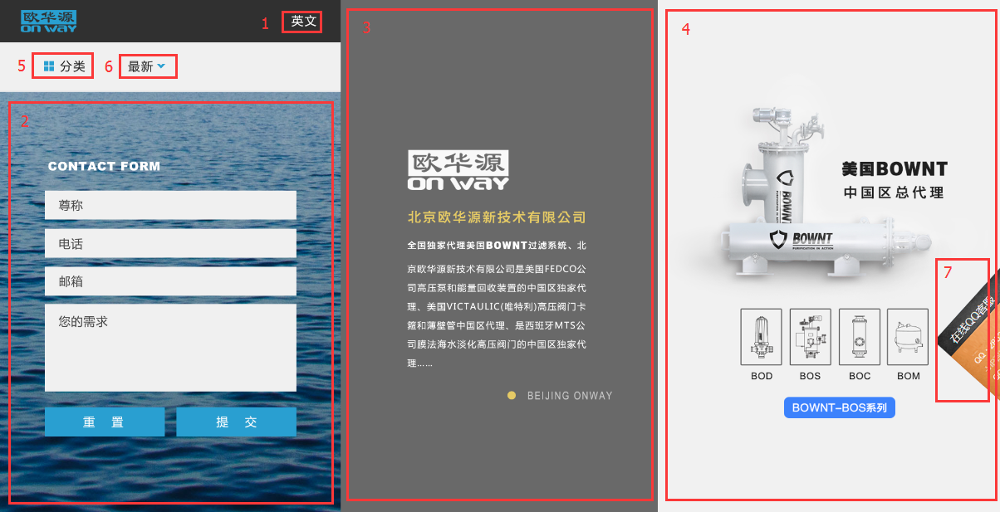 欧华源
on way
1
英文
5
分类
6
最新
2
CONTACT FORM
尊称
电话
邮箱
您的需求
重 置
提 交
3
欧华源
on way
北京欧华源新技术有限公司
全国独家代理美国BOWNT过滤系统、北
京欧华源新技术有限公司是美国FEDCO公
司高压泵和能量回收装置的中国区独家代
理、美国VICTAULIC(唯特利)高压阀门卡
箍和薄壁管中国区代理、是西班牙MTS公
司膜法海水淡化高压阀门的中国区独家代
理......
BEIJING ONWAY
4
美国BOWNT
中国区总代理
BOWNT
PURIFICATION IN ACTION
BOWNT
PURIFICATION IN ACTION
7
在线QQ客服
BOD
BOS
BOC
BOM
BOWNT-BOS系列